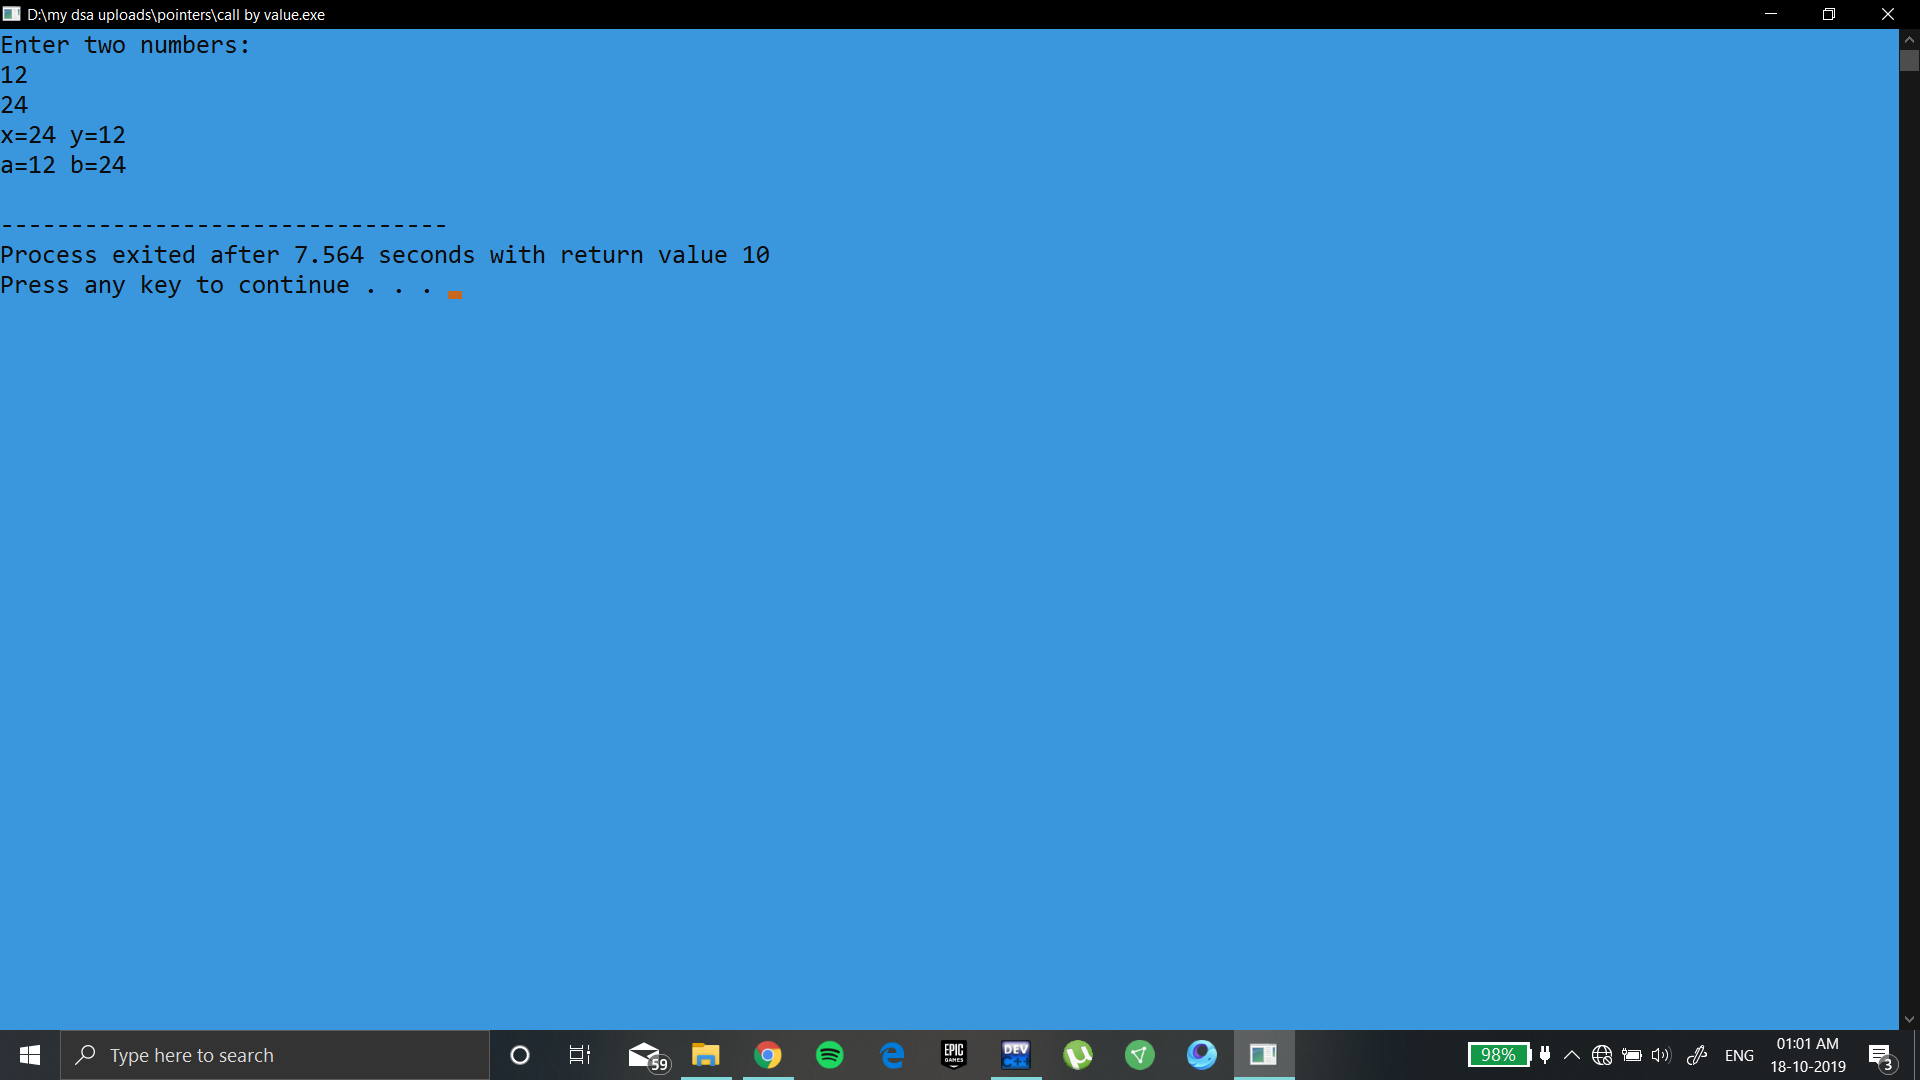 D:\my dsa uploads\pointers\call by value.exe
Enter two numbers:
12
24
x=24 y=12
a=12 b=24
--------------------------------
Process exited after 7.564 seconds with return value 10
Press any key to continue . . .
Type here to search
59
EPIC
GAMES
DEV
C++
98%
ENG
01:01 AM
18-10-2019
3